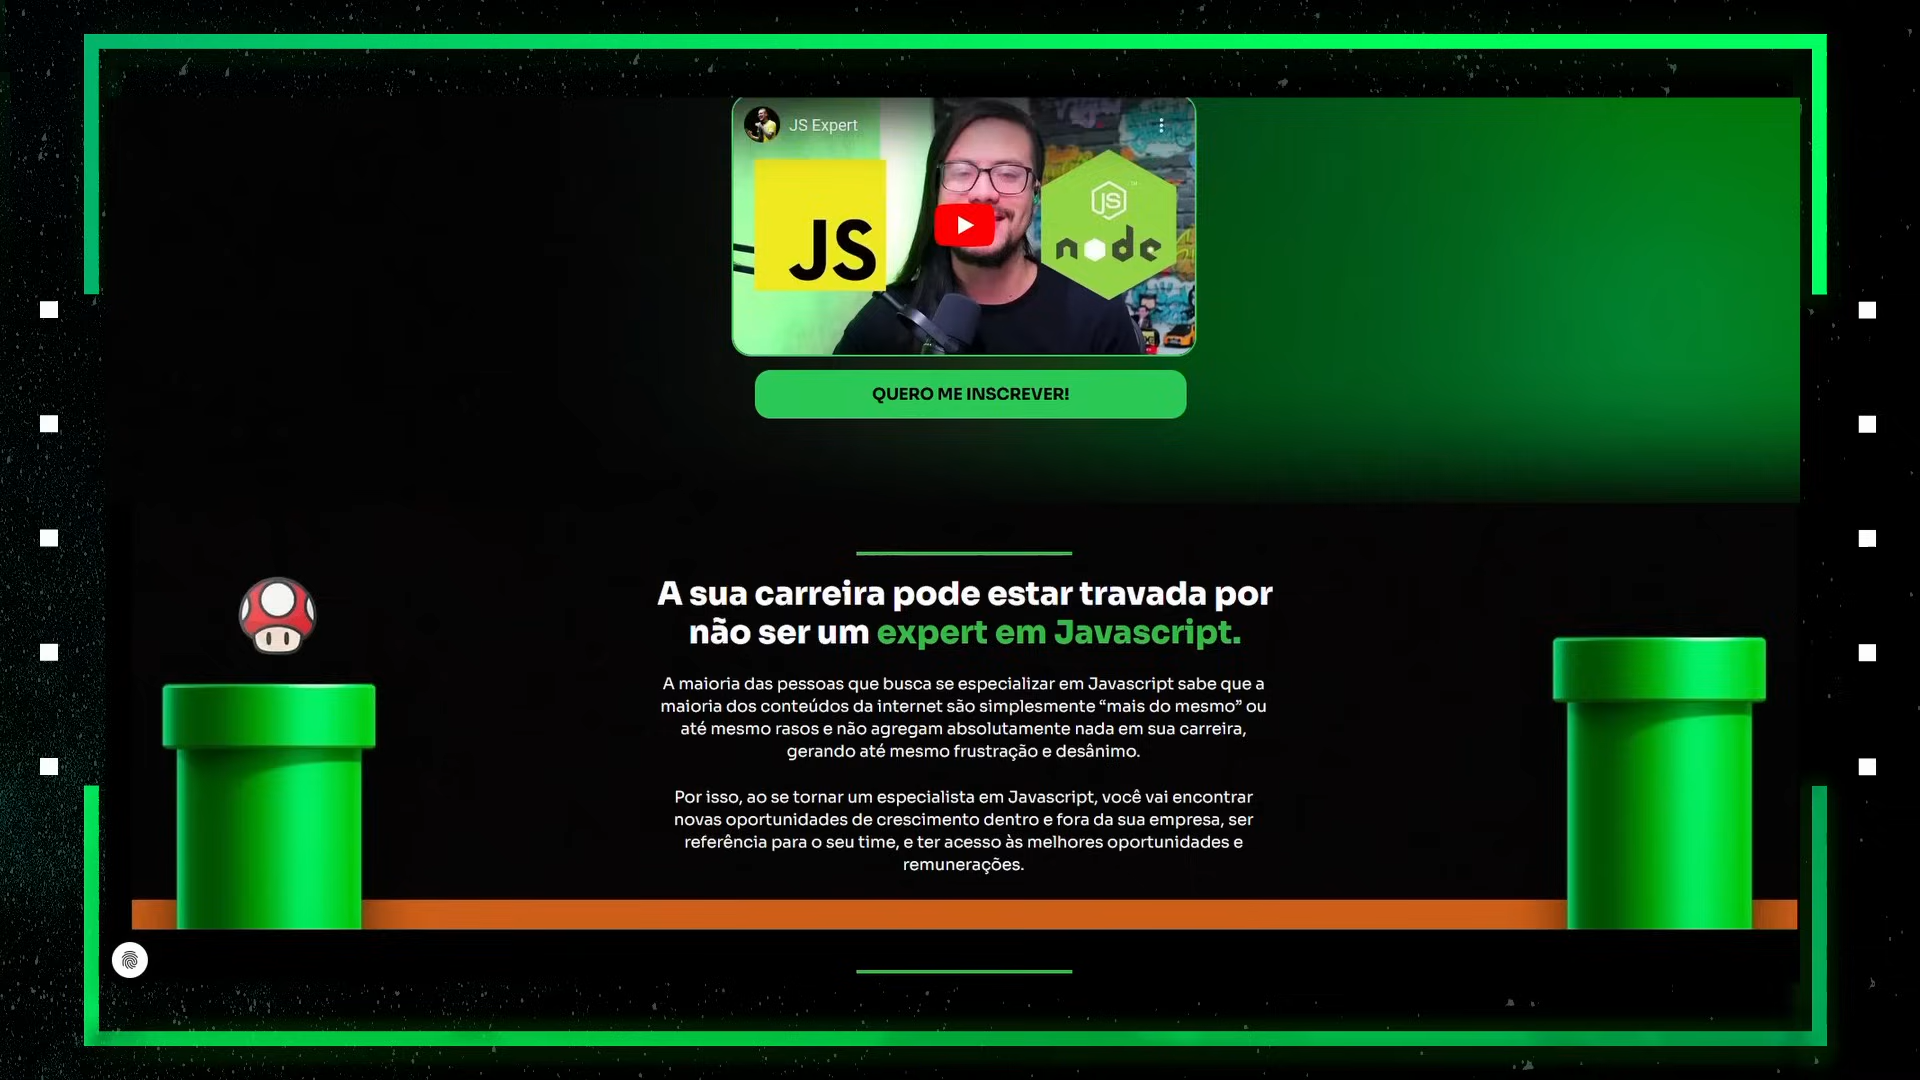 JS Expert
JS
JS
node
QUERO ME INSCREVER!
A sua carreira pode estar travada por
não ser um expert em Javascript.
A maioria das pessoas que busca se especializar em Javascript sabe que a
maioria dos conteúdos da internet são simplesmente “mais do mesmo” ou
até mesmo rasos e não agregam absolutamente nada em sua carreira,
gerando até mesmo frustração e desânimo.
Por isso, ao se tornar um especialista em Javascript, você vai encontrar
novas oportunidades de crescimento dentro e fora da sua empresa, ser
referência para o seu time, e ter acesso às melhores oportunidades e
remunerações.